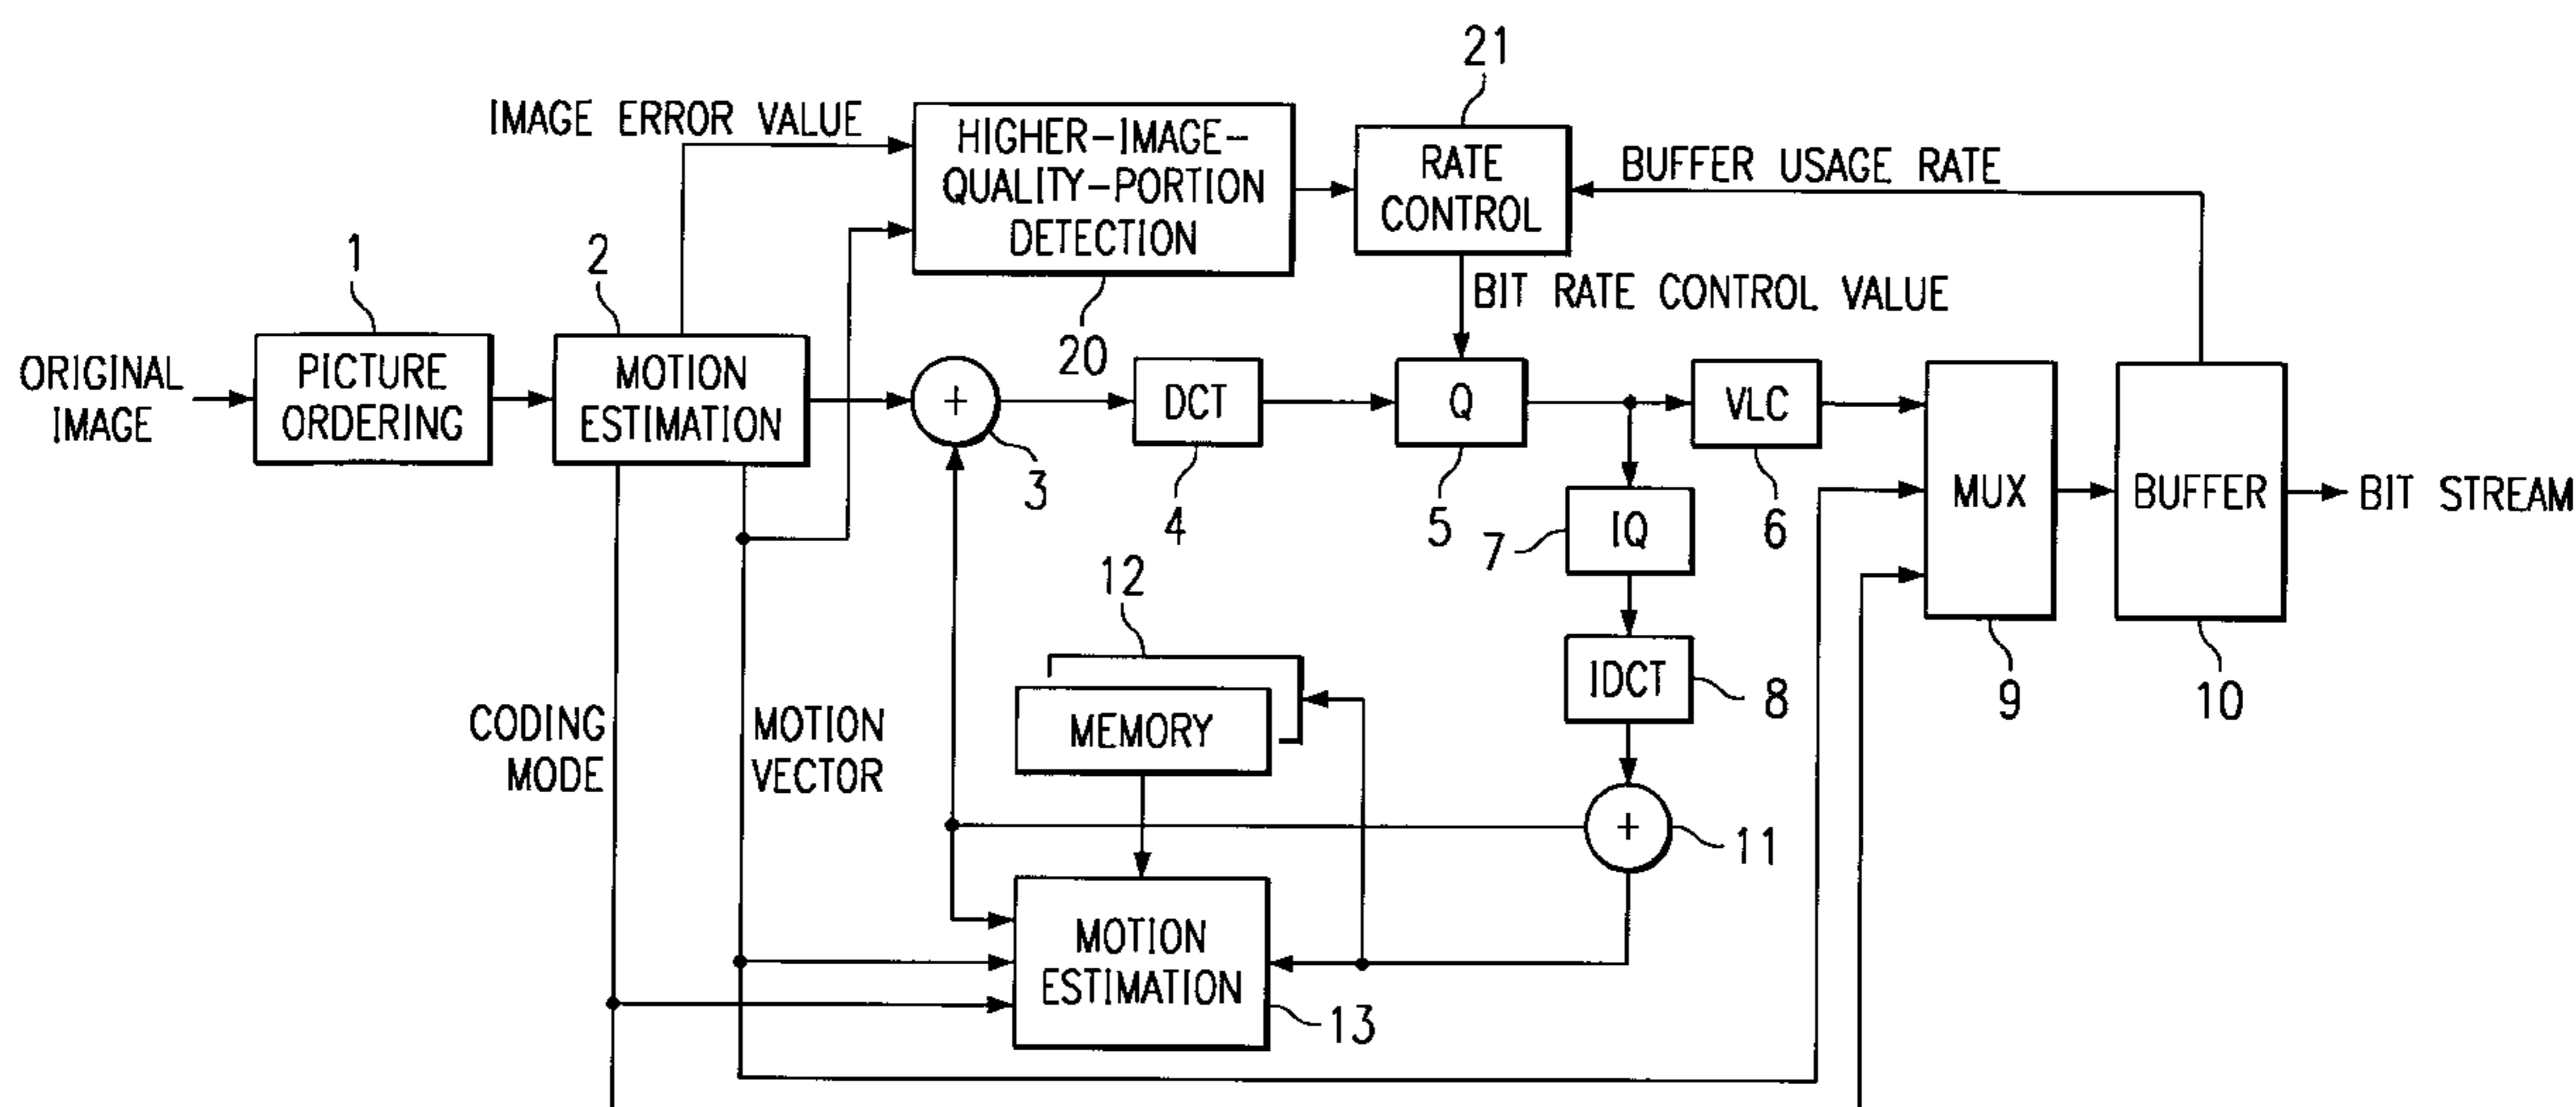 21
IMAGE ERROR VALUE
HIGHER-IMAGE-
QUALITY-PORTION
DETECTION
RATE
CONTROL
BUFFER USAGE RATE
1
2
20
BIT RATE CONTROL VALUE
ORIGINAL
IMAGE
PICTURE
ORDERING
MOTION
ESTIMATION
+
3
DCT
4
Q
5
VLC
6
MUX
9
BUFFER
10
BIT STREAM
IQ
7
IDCT
8
12
MEMORY
CODING
MODE
MOTION
VECTOR
+
11
MOTION
ESTIMATION
13